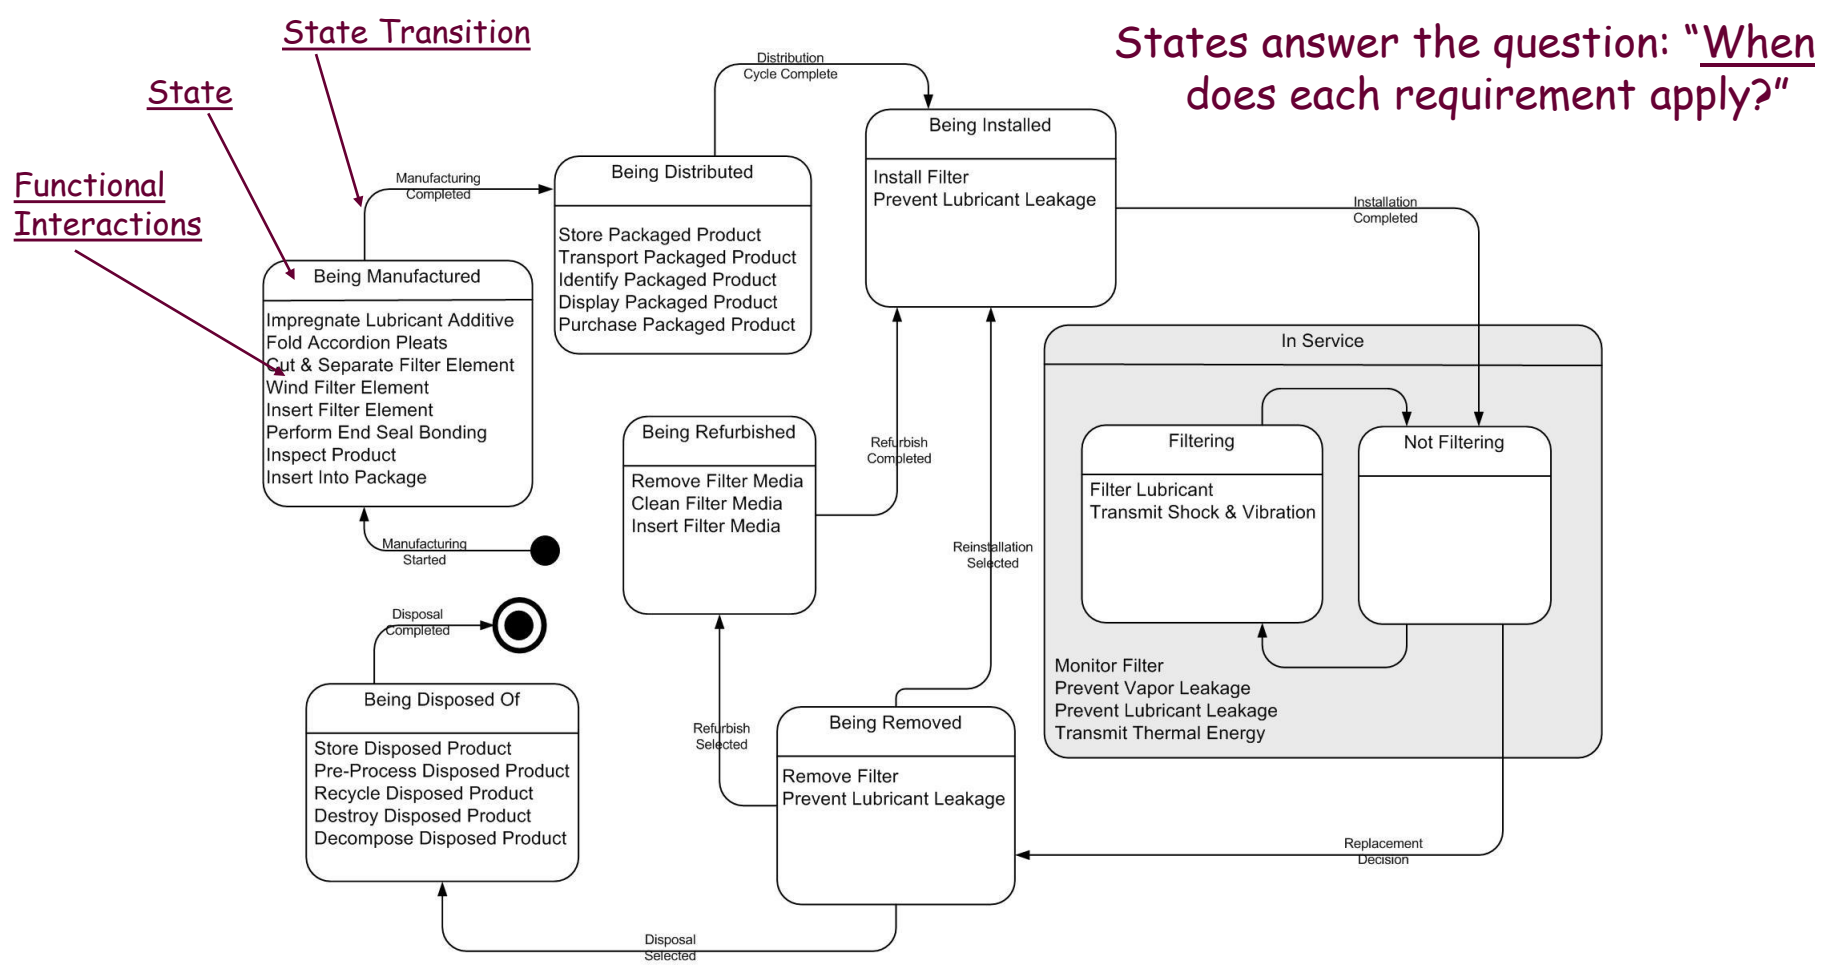 State Transition
States answer the question: “When
does each requirement apply?”
State
Functional
Interactions
Distribution
Cycle Complete
Being Installed
Install Filter
Prevent Lubricant Leakage
Manufacturing
Completed
Being Distributed
Store Packaged Product
Transport Packaged Product
Identify Packaged Product
Display Packaged Product
Purchase Packaged Product
Installation
Completed
Being Manufactured
Impregnate Lubricant Additive
Fold Accordion Pleats
Cut & Separate Filter Element
Wind Filter Element
Insert Filter Element
Perform End Seal Bonding
Inspect Product
Insert Into Package
In Service
Filtering
Filter Lubricant
Transmit Shock & Vibration
Not Filtering
Monitor Filter
Prevent Vapor Leakage
Prevent Lubricant Leakage
Transmit Thermal Energy
Being Refurbished
Remove Filter Media
Clean Filter Media
Insert Filter Media
Refurbish
Completed
Reinstallation
Selected
Manufacturing
Started
Disposal
Completed
Being Disposed Of
Store Disposed Product
Pre-Process Disposed Product
Recycle Disposed Product
Destroy Disposed Product
Decompose Disposed Product
Refurbish
Selected
Being Removed
Remove Filter
Prevent Lubricant Leakage
Replacement
Decision
Disposal
Selected